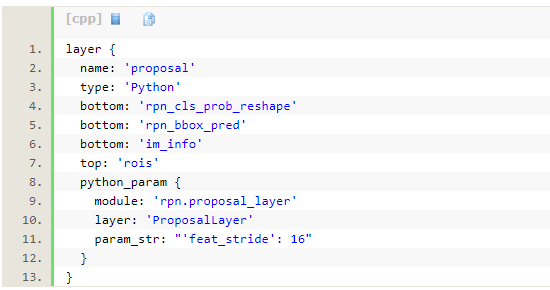 [cpp]
1. layer {
2.   name: 'proposal'
3.   type: 'Python'
4.   bottom: 'rpn_cls_prob_reshape'
5.   bottom: 'rpn_bbox_pred'
6.   bottom: 'im_info'
7.   top: 'rois'
8.   python_param {
9.     module: 'rpn.proposal_layer'
10.     layer: 'ProposalLayer'
11.     param_str: "'feat_stride': 16"
12.   }
13. }